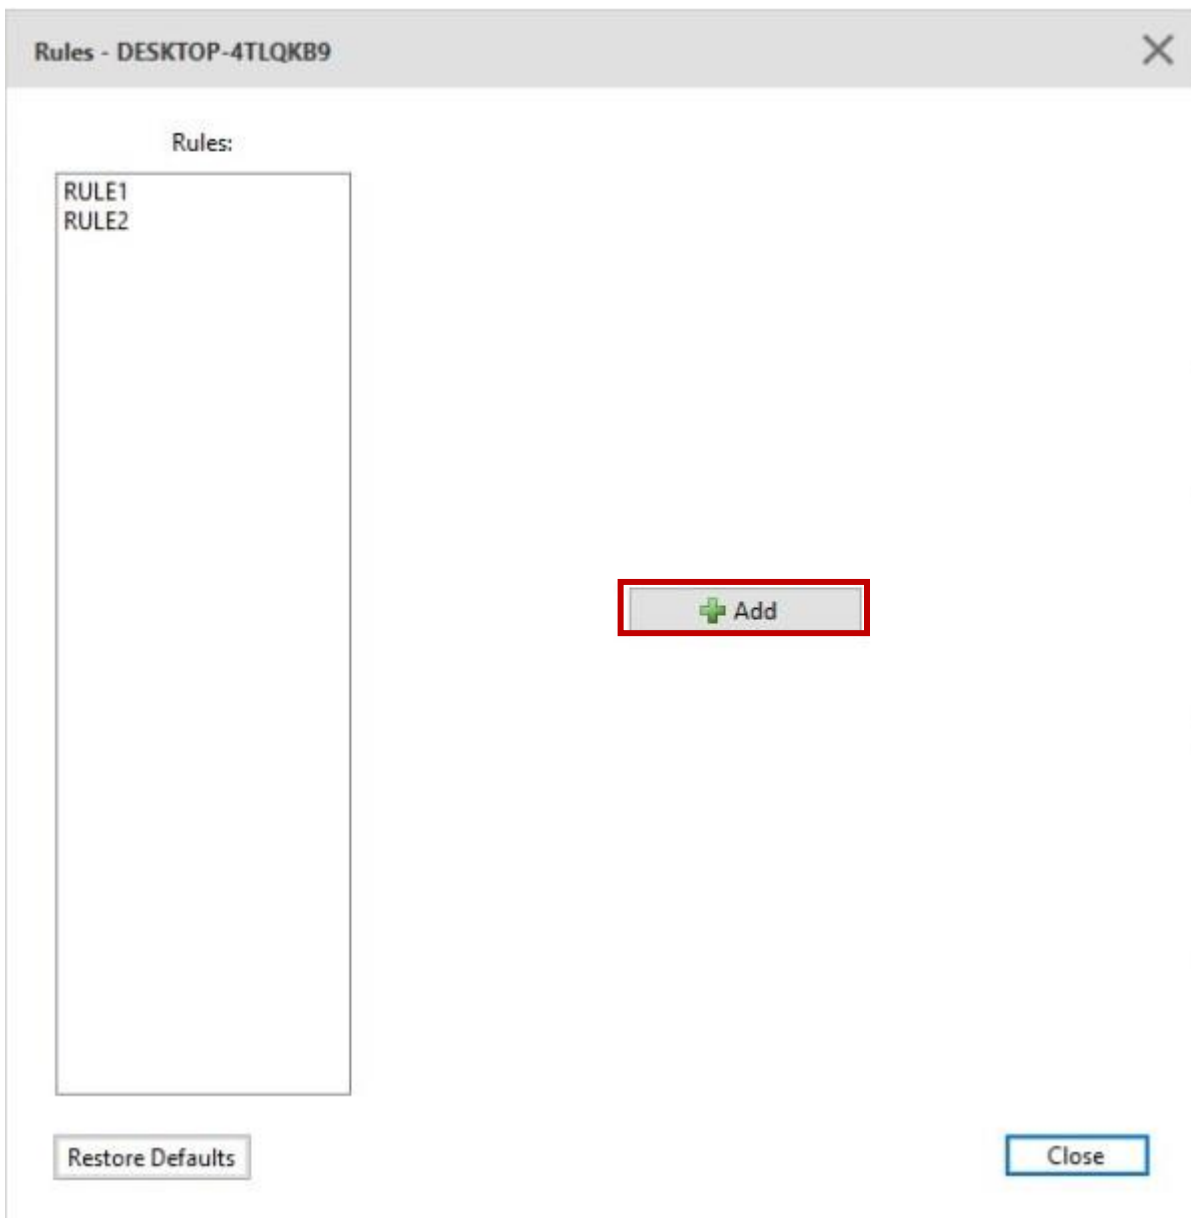 Rules - DESKTOP-4TLQKB9
Rules:
RULE1
RULE2
Add
Restore Defaults
Close